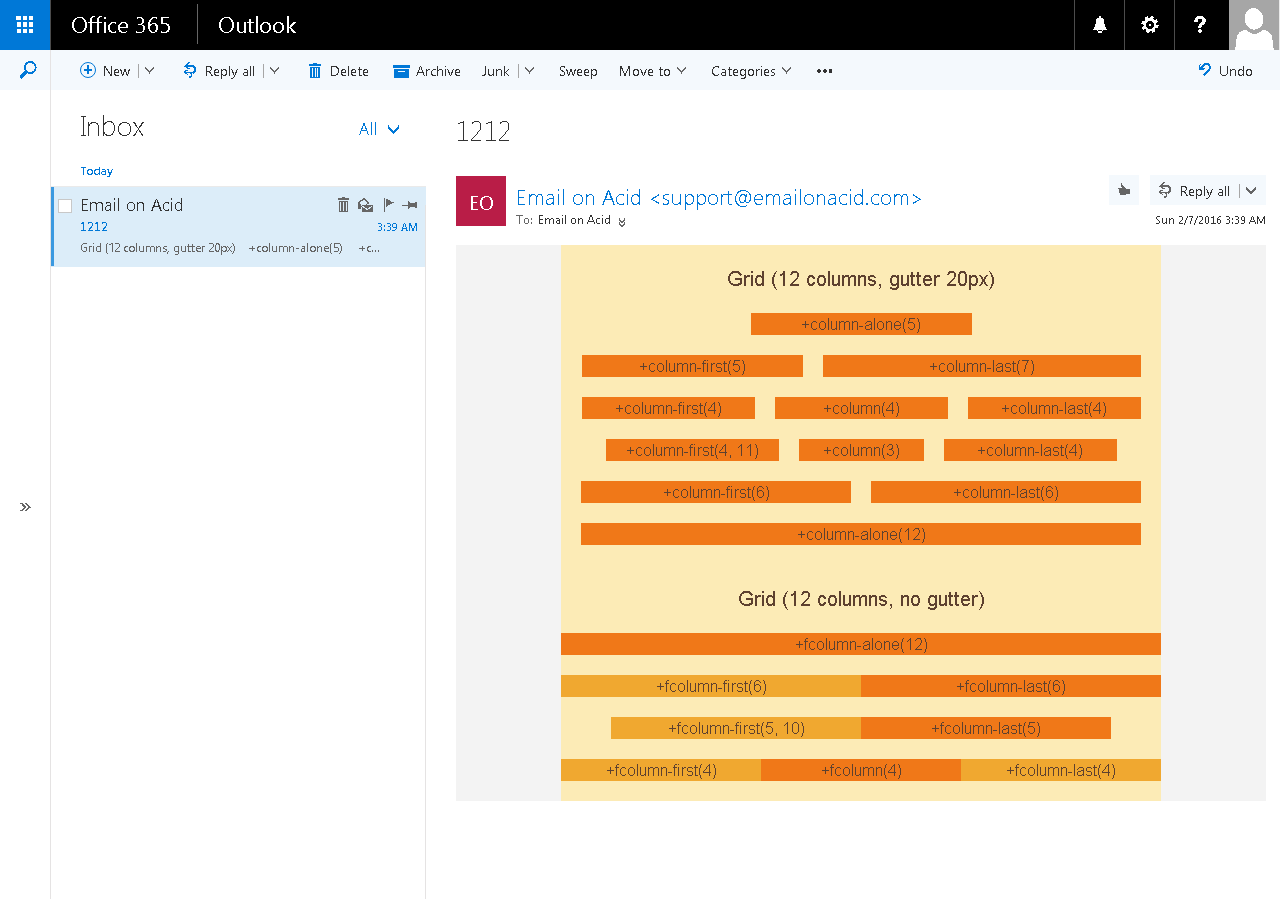 Office 365 Outlook ?
New Reply all Delete Archive Junk Sweep Move to Categories ••• Undo
Inbox All
Today
Email on Acid
1212 3:39 AM
Grid (12 columns, gutter 20px) +column-alone(5) +c...
»
1212
EO
Email on Acid <support@emailonacid.com>
To: Email on Acid
Reply all
Sun 2/7/2016 3:39 AM
Grid (12 columns, gutter 20px)
+column-alone(5)
+column-first(5) +column-last(7)
+column-first(4) +column(4) +column-last(4)
+column-first(4, 11) +column(3) +column-last(4)
+column-first(6) +column-last(6)
+column-alone(12)
Grid (12 columns, no gutter)
+fcolumn-alone(12)
+fcolumn-first(6) +fcolumn-last(6)
+fcolumn-first(5, 10) +fcolumn-last(5)
+fcolumn-first(4) +fcolumn(4) +fcolumn-last(4)